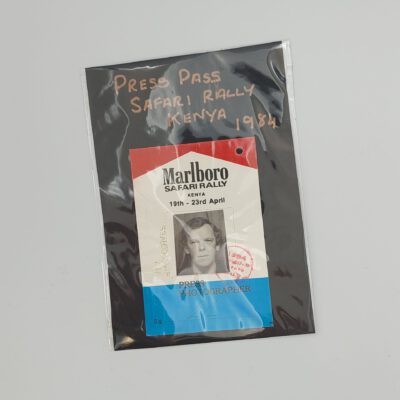 PRESS PASS
SAFARI RALLY
KENYA 1984
Marlboro
SAFARI RALLY
KENYA
19th - 23rd April
PRESS
PHOTOGRAPHER